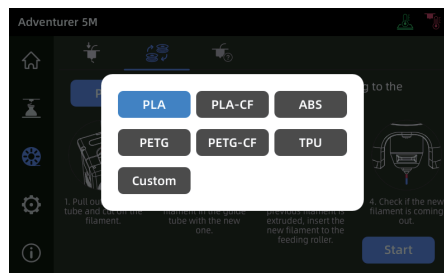 Adventurer 5M
g to the
PLA
PLA-CF
ABS
PETG
PETG-CF
TPU
Custom
1. Pull ou
tube and cut off the
filament.
filament in the guide
tube with the new
one.
previous filament is
extruded, insert the
new filament to the
feeding roller.
4. Check if the new
filament is coming
out.
Start